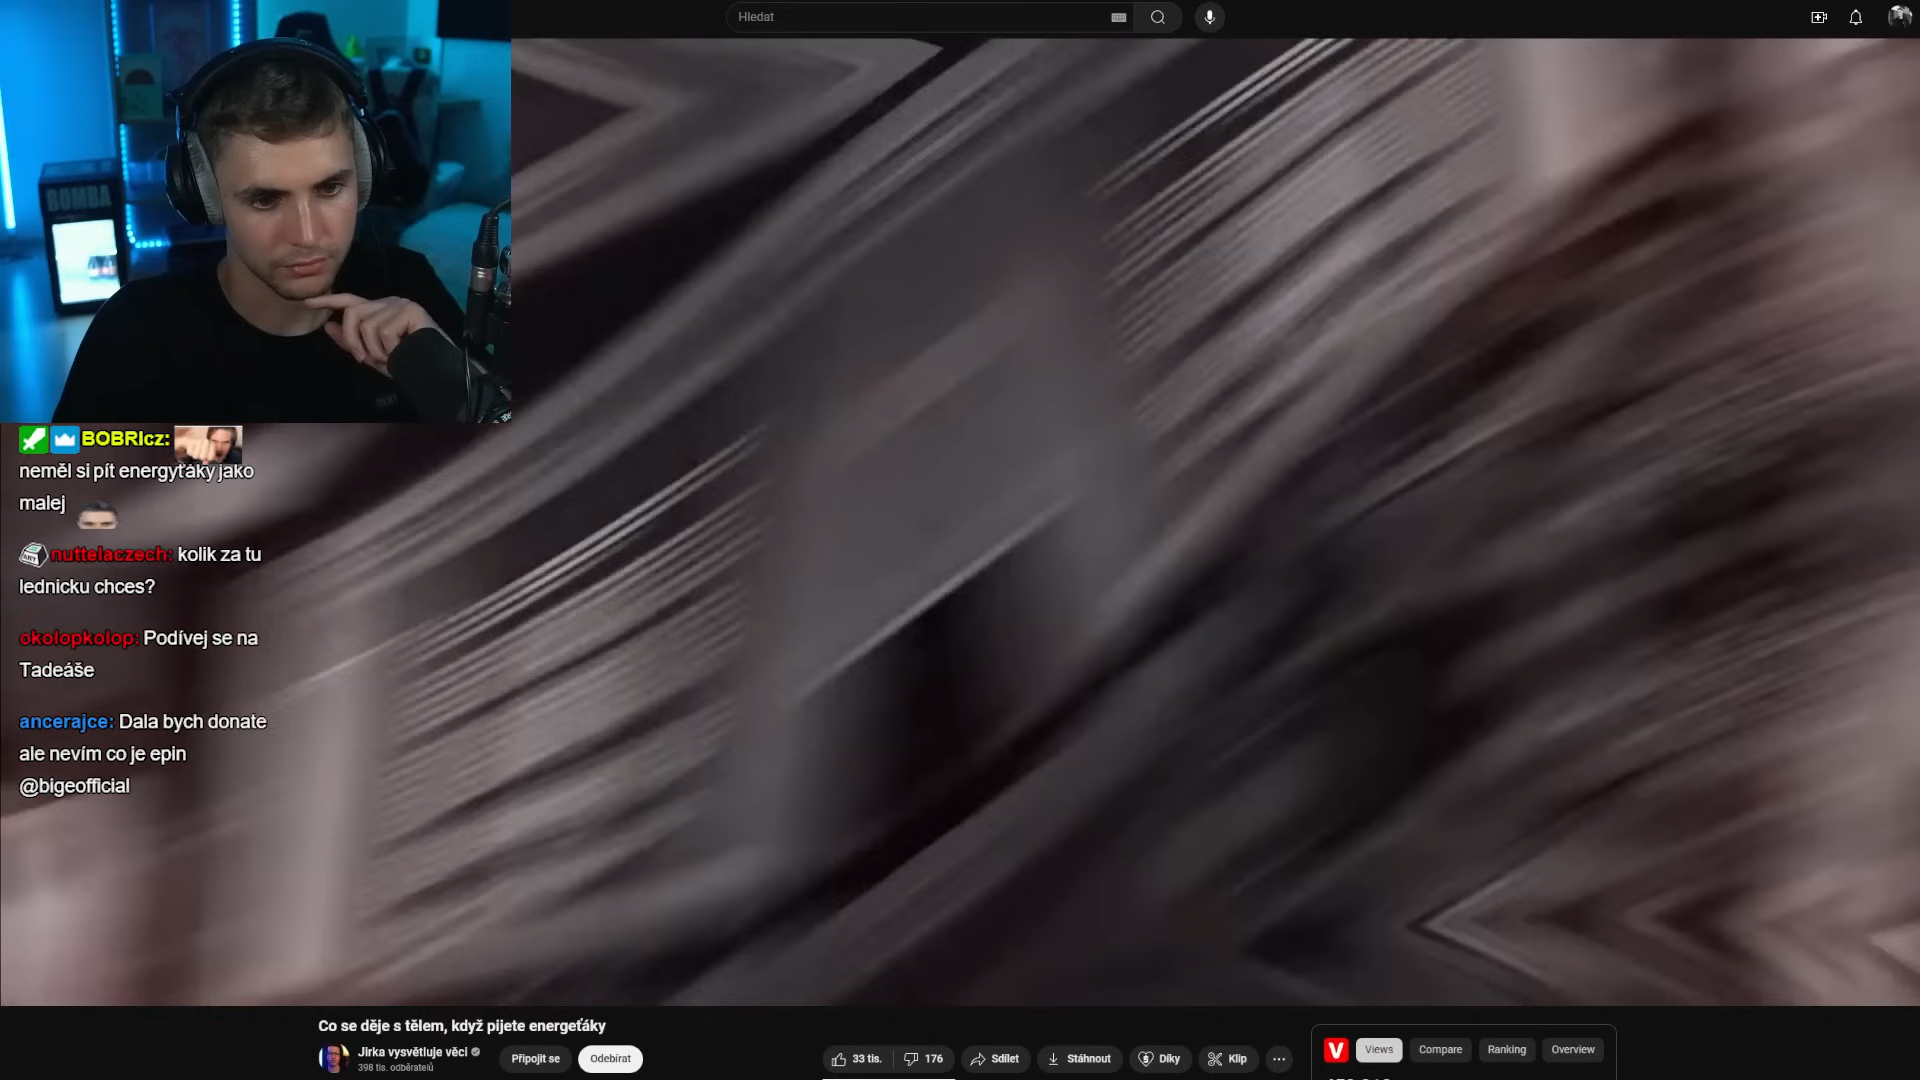 Hledat
BOMBA
BOBRIcz:
neměl si pít energyťáky jako
malej
nuttelaczech: kolik za tu
lednicku chces?
okolopkolop: Podívej se na
Tadeáše
ancerajce: Dala bych donate
ale nevím co je epin
@bigeofficial
Co se děje s tělem, když pijete energeťáky
Jirka vysvětluje věci
398 tis. odběratelů
Připojit se
Odebírat
33 tis.
176
Sdílet
Stáhnout
Díky
Klip
Views
Compare
Ranking
Overview